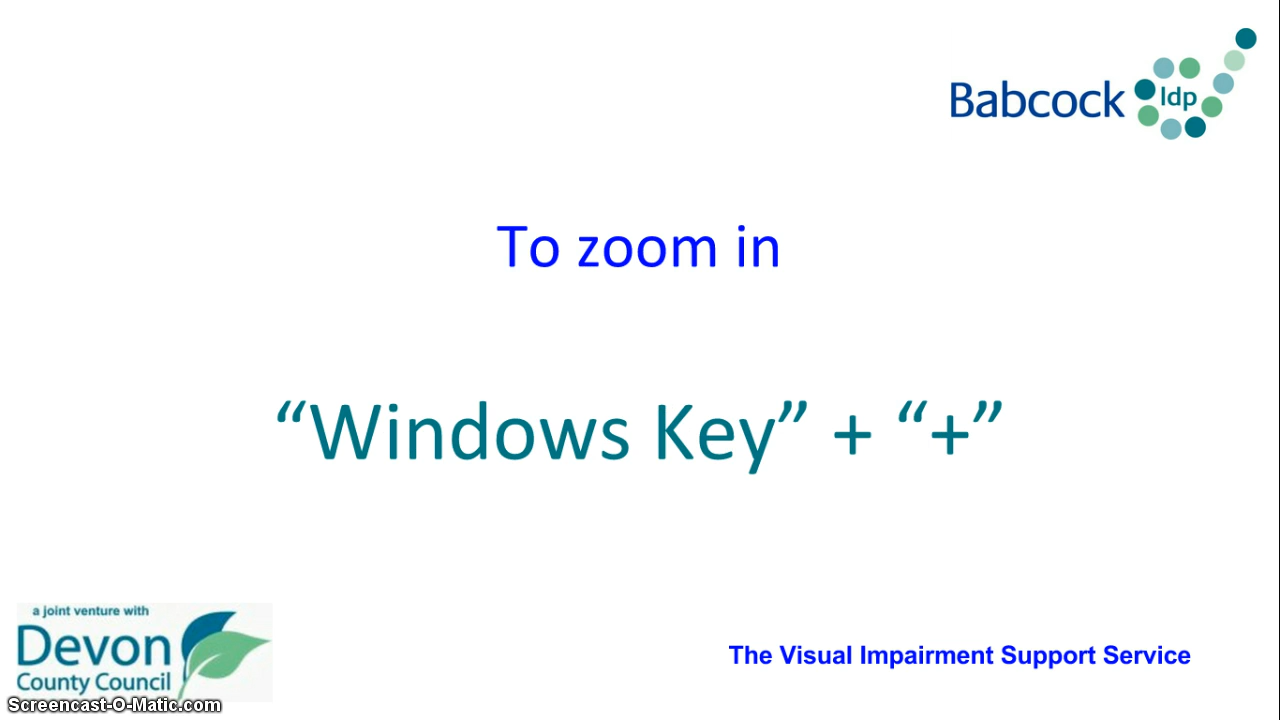 Babcock ldp
To zoom in
“Windows Key” + “+”
a joint venture with
Devon
County Council
The Visual Impairment Support Service
Screencast-O-Matic.com